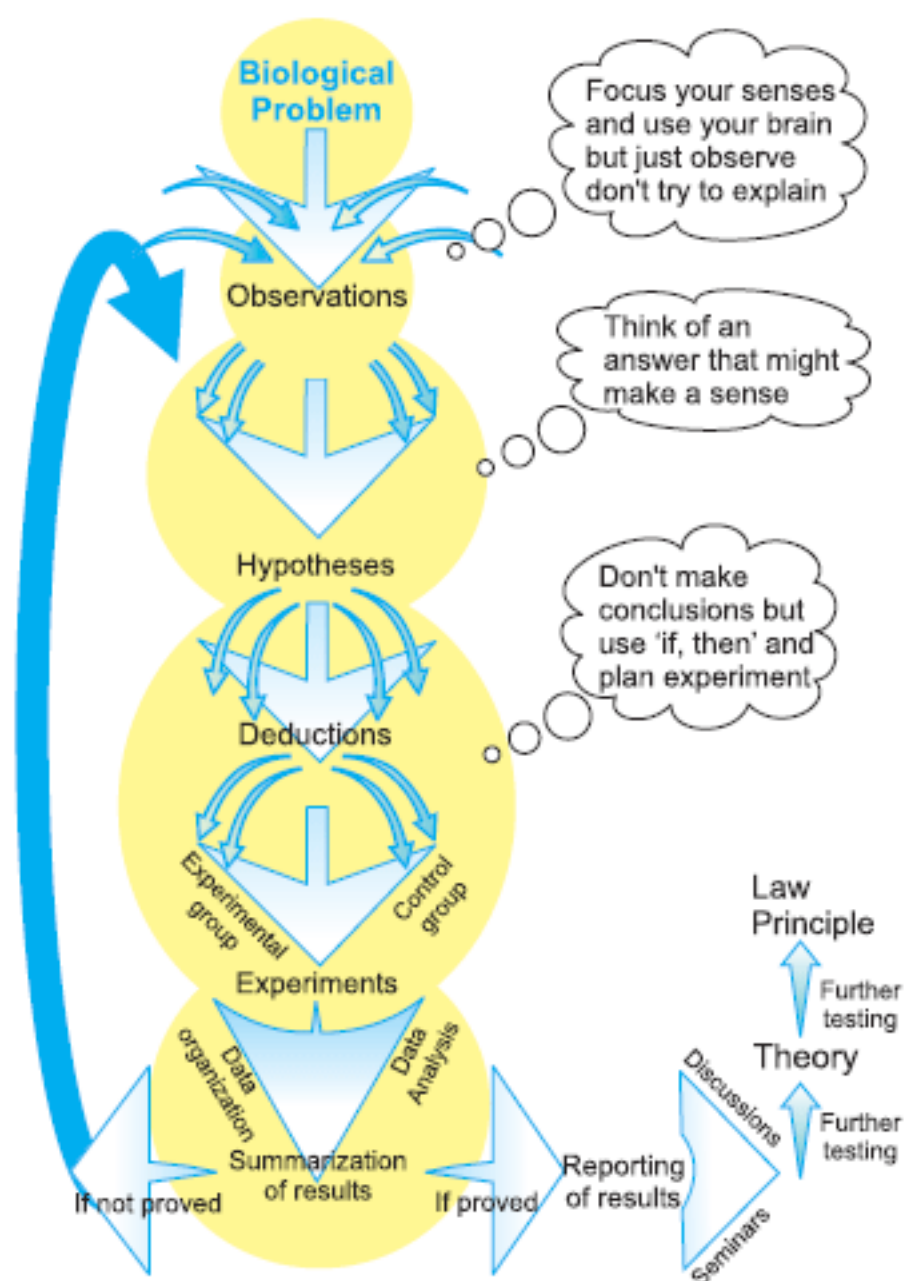 Biological
Problem
Focus your senses
and use your brain
but just observe
don't try to explain
Observations
Think of an
answer that might
make a sense
Hypotheses
Don't make
conclusions but
use ‘if, then’ and
plan experiment
Deductions
Experimental
group
Control
group
Experiments
Data
organization
Data
Analysis
Summarization
of results
If not proved
If proved
Reporting
of results
Discussions
Seminars
Law
Principle
Further
testing
Theory
Further
testing